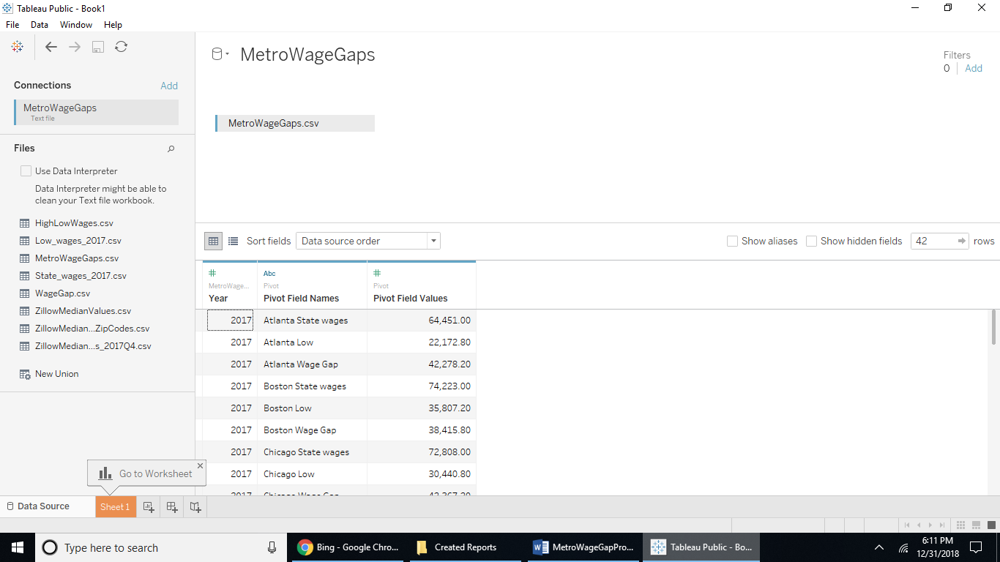 Tableau Public - Book1
File Data Window Help
Connections Add
MetroWageGaps
Text file
Files
Use Data Interpreter
Data Interpreter might be able to
clean your Text file workbook.
HighLowWages.csv
Low_wages_2017.csv
MetroWageGaps.csv
State_wages_2017.csv
WageGap.csv
ZillowMedianValues.csv
ZillowMedian...ZipCodes.csv
ZillowMedian...s_2017Q4.csv
New Union
MetroWageGaps
Filters
0 Add
MetroWageGaps.csv
Sort fields Data source order Show aliases Show hidden fields 42 rows
# Abc #
MetroWage... Pivot Pivot
Year Pivot Field Names Pivot Field Values
2017 Atlanta State wages 64,451.00
2017 Atlanta Low 22,172.80
2017 Atlanta Wage Gap 42,278.20
2017 Boston State wages 74,223.00
2017 Boston Low 35,807.20
2017 Boston Wage Gap 38,415.80
2017 Chicago State wages 72,808.00
2017 Chicago Low 30,440.80
2017 Chicago Wage Gap 42,367.20
Go to Worksheet
Data Source Sheet 1
Type here to search Bing - Google Chro... Created Reports MetroWageGapPro... Tableau Public - Bo... 6:11 PM
12/31/2018